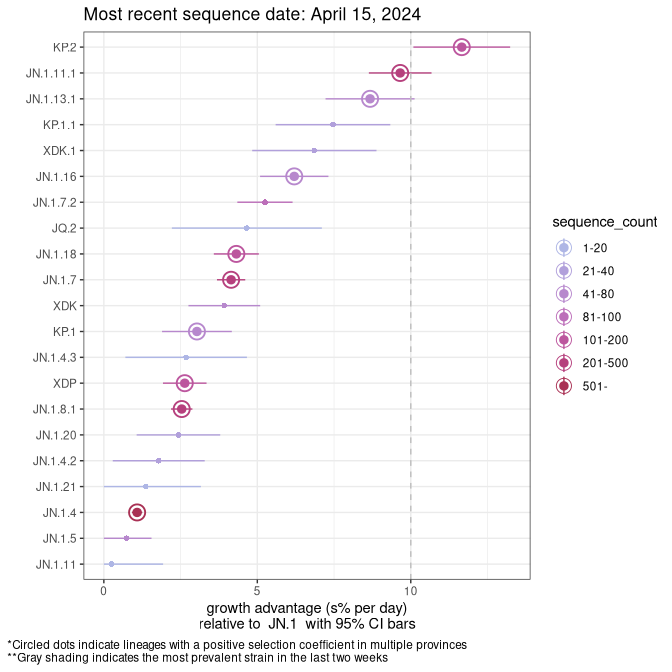 Most recent sequence date: April 15, 2024
KP.2
JN.1.11.1
JN.1.13.1
KP.1.1
XDK.1
JN.1.16
JN.1.7.2
JQ.2
JN.1.18
JN.1.7
XDK
KP.1
JN.1.4.3
XDP
JN.1.8.1
JN.1.20
JN.1.4.2
JN.1.21
JN.1.4
JN.1.5
JN.1.11
0 5 10
growth advantage (s% per day)
relative to JN.1 with 95% CI bars
sequence_count
1-20
21-40
41-80
81-100
101-200
201-500
501-
*Circled dots indicate lineages with a positive selection coefficient in multiple provinces
**Gray shading indicates the most prevalent strain in the last two weeks